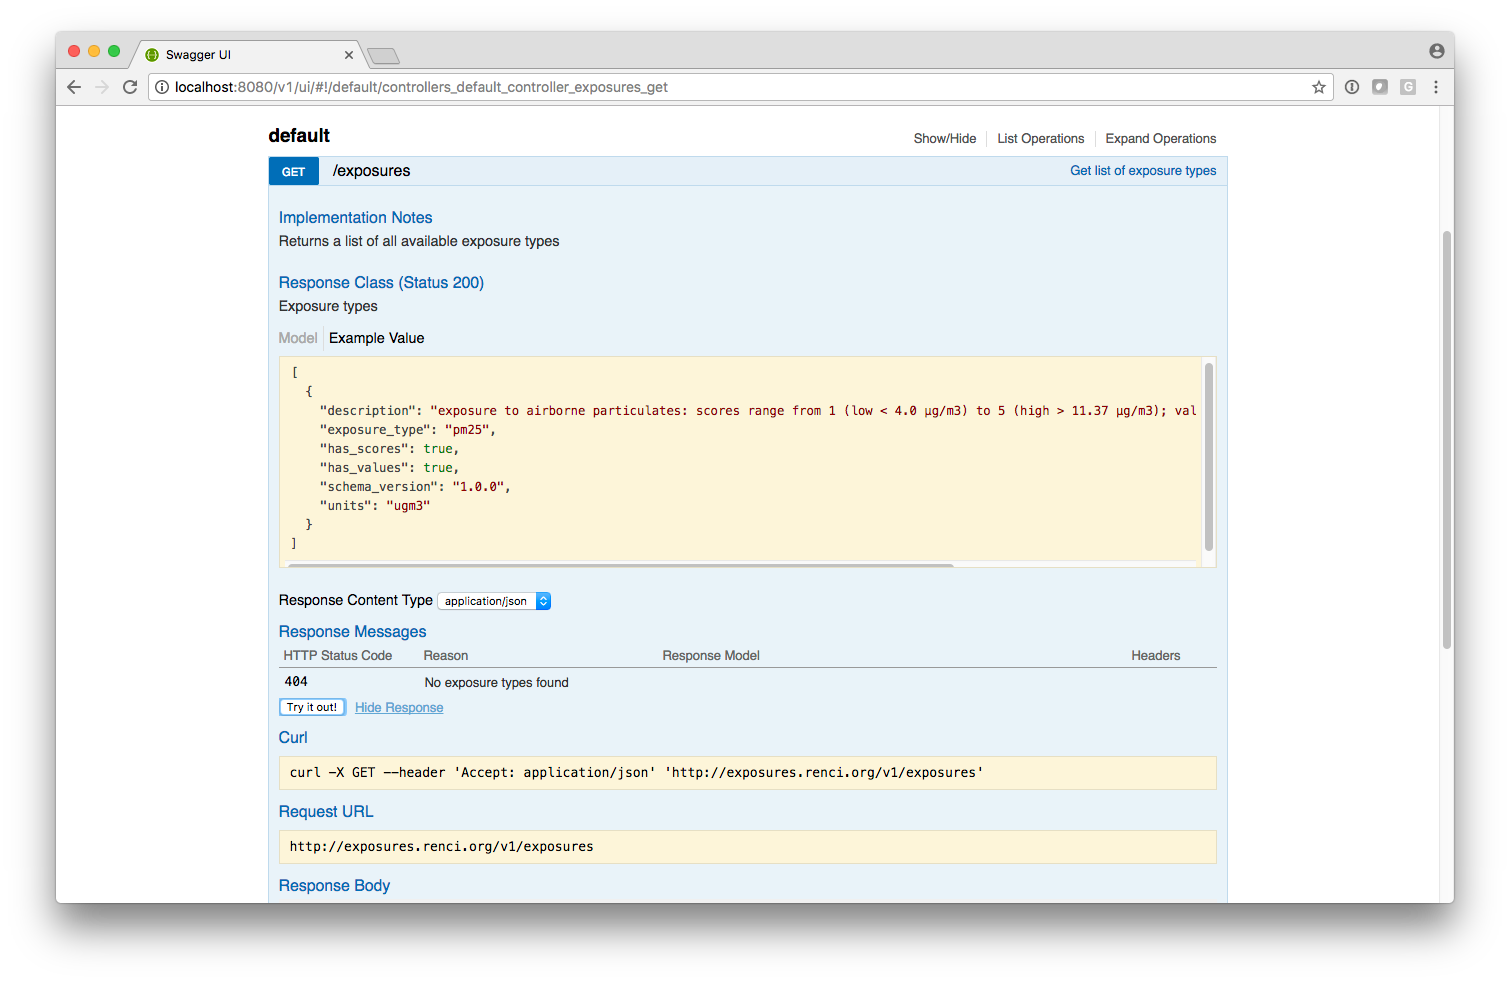 Swagger UI
localhost:8080/v1/ui/#!/default/controllers_default_controller_exposures_get
G
default
Show/Hide
List Operations
Expand Operations
GET
/exposures
Get list of exposure types
Implementation Notes
Returns a list of all available exposure types
Response Class (Status 200)
Exposure types
Model
Example Value
[
{
"description": "exposure to airborne particulates: scores range from 1 (low < 4.0 μg/m3) to 5 (high > 11.37 μg/m3); val
"exposure_type": "pm25",
"has_scores": true,
"has_values": true,
"schema_version": "1.0.0",
"units": "ugm3"
}
]
Response Content Type application/json
Response Messages
HTTP Status Code Reason Response Model Headers
404 No exposure types found
Try it out! Hide Response
Curl
curl -X GET --header 'Accept: application/json' 'http://exposures.renci.org/v1/exposures'
Request URL
http://exposures.renci.org/v1/exposures
Response Body